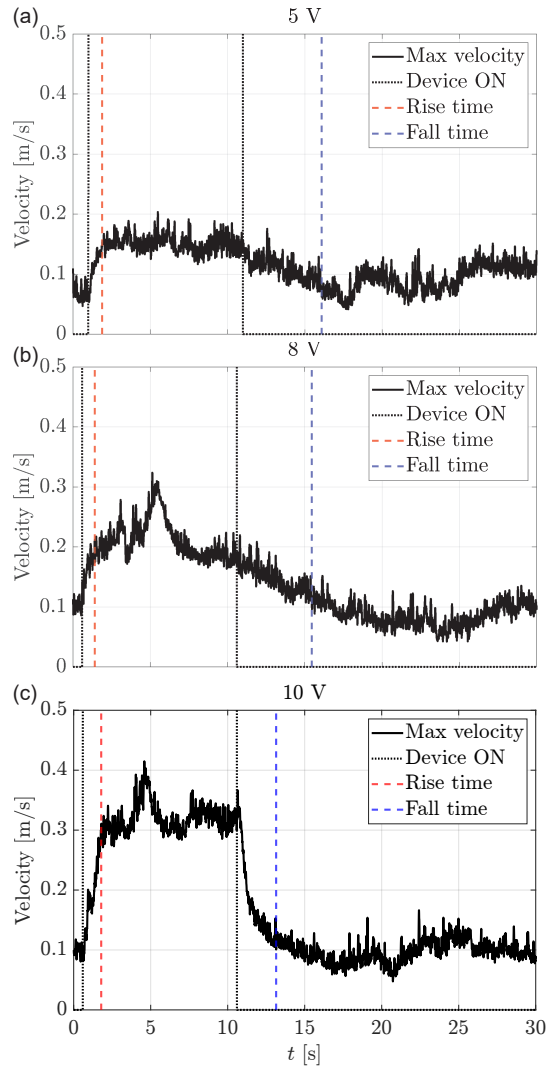 (a)
5 V
Velocity [m/s]
0.5
0.4
0.3
0.2
0.1
0
Max velocity
Device ON
Rise time
Fall time
(b)
8 V
Velocity [m/s]
0.5
0.4
0.3
0.2
0.1
0
Max velocity
Device ON
Rise time
Fall time
(c)
10 V
Velocity [m/s]
0.5
0.4
0.3
0.2
0.1
0
Max velocity
Device ON
Rise time
Fall time
0 5 10 15 20 25 30
t [s]